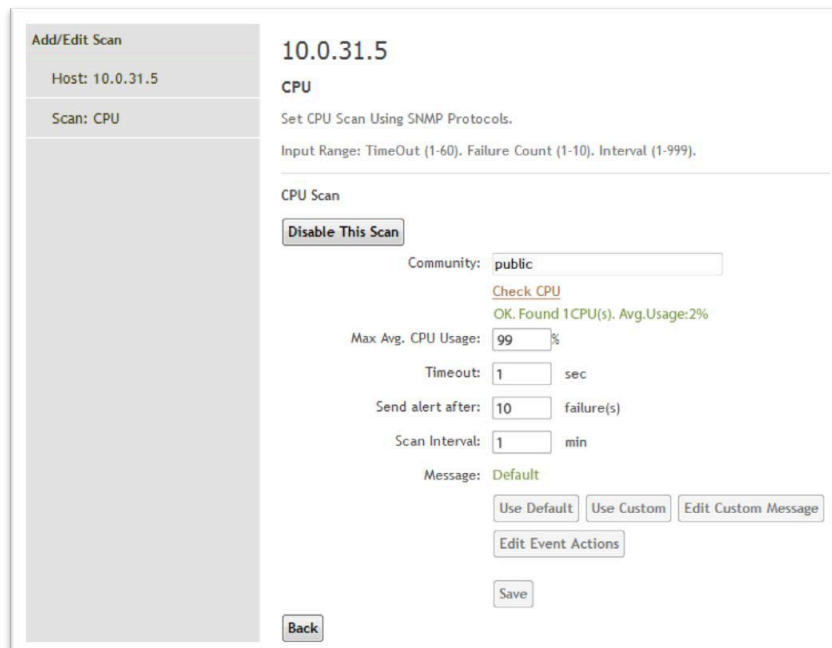 Add/Edit Scan
Host: 10.0.31.5
Scan: CPU
10.0.31.5
CPU
Set CPU Scan Using SNMP Protocols.
Input Range: TimeOut (1-60). Failure Count (1-10). Interval (1-999).
CPU Scan
Disable This Scan
Community: public
Check CPU
OK. Found 1CPU(s). Avg.Usage:2%
Max Avg. CPU Usage: 99 %
Timeout: 1 sec
Send alert after: 10 failure(s)
Scan Interval: 1 min
Message: Default
Use Default Use Custom Edit Custom Message
Edit Event Actions
Save
Back